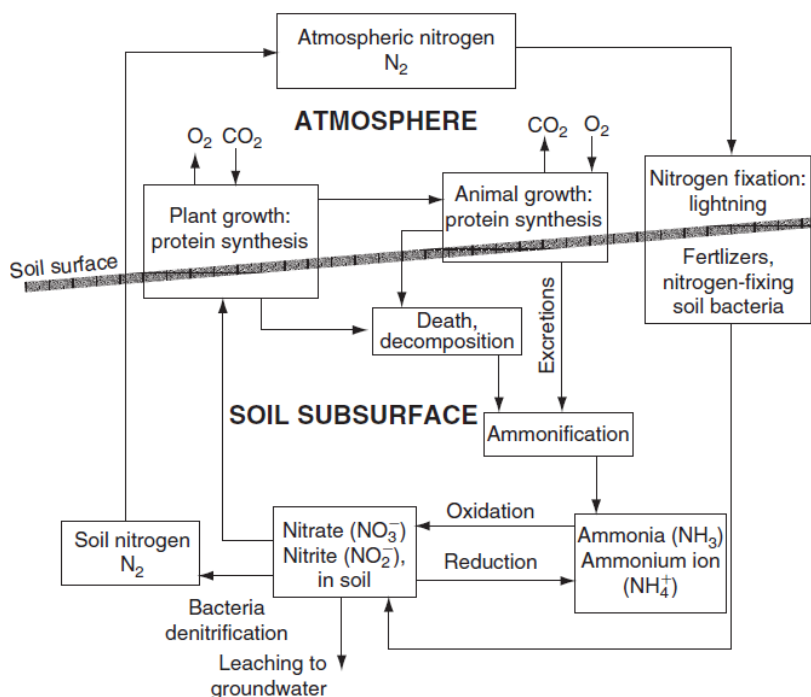 Atmospheric nitrogen
N₂
ATMOSPHERE
O₂ CO₂
CO₂ O₂
Plant growth:
protein synthesis
Animal growth:
protein synthesis
Nitrogen fixation:
lightning
Soil surface
Fertlizers,
nitrogen-fixing
soil bacteria
Death,
decomposition
Excretions
SOIL SUBSURFACE
Ammonification
Oxidation
Soil nitrogen
N₂
Nitrate (NO₃⁻)
Nitrite (NO₂⁻),
in soil
Reduction
Ammonia (NH₃)
Ammonium ion
(NH₄⁺)
Bacteria
denitrification
Leaching to
groundwater